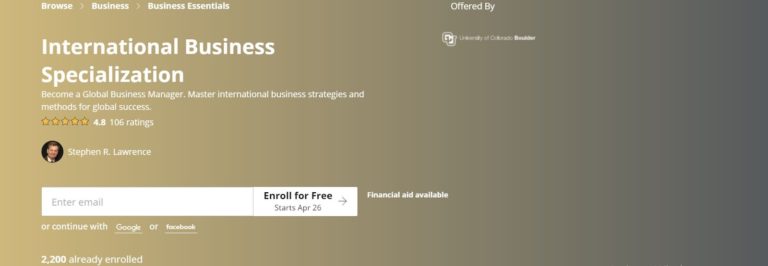 Browse > Business > Business Essentials
Offered By
University of Colorado Boulder
International Business
Specialization
Become a Global Business Manager. Master international business strategies and
methods for global success.
4.8 106 ratings
Stephen R. Lawrence
Enter email
Enroll for Free
Starts Apr 26
Financial aid available
or continue with Google or facebook
2,200 already enrolled